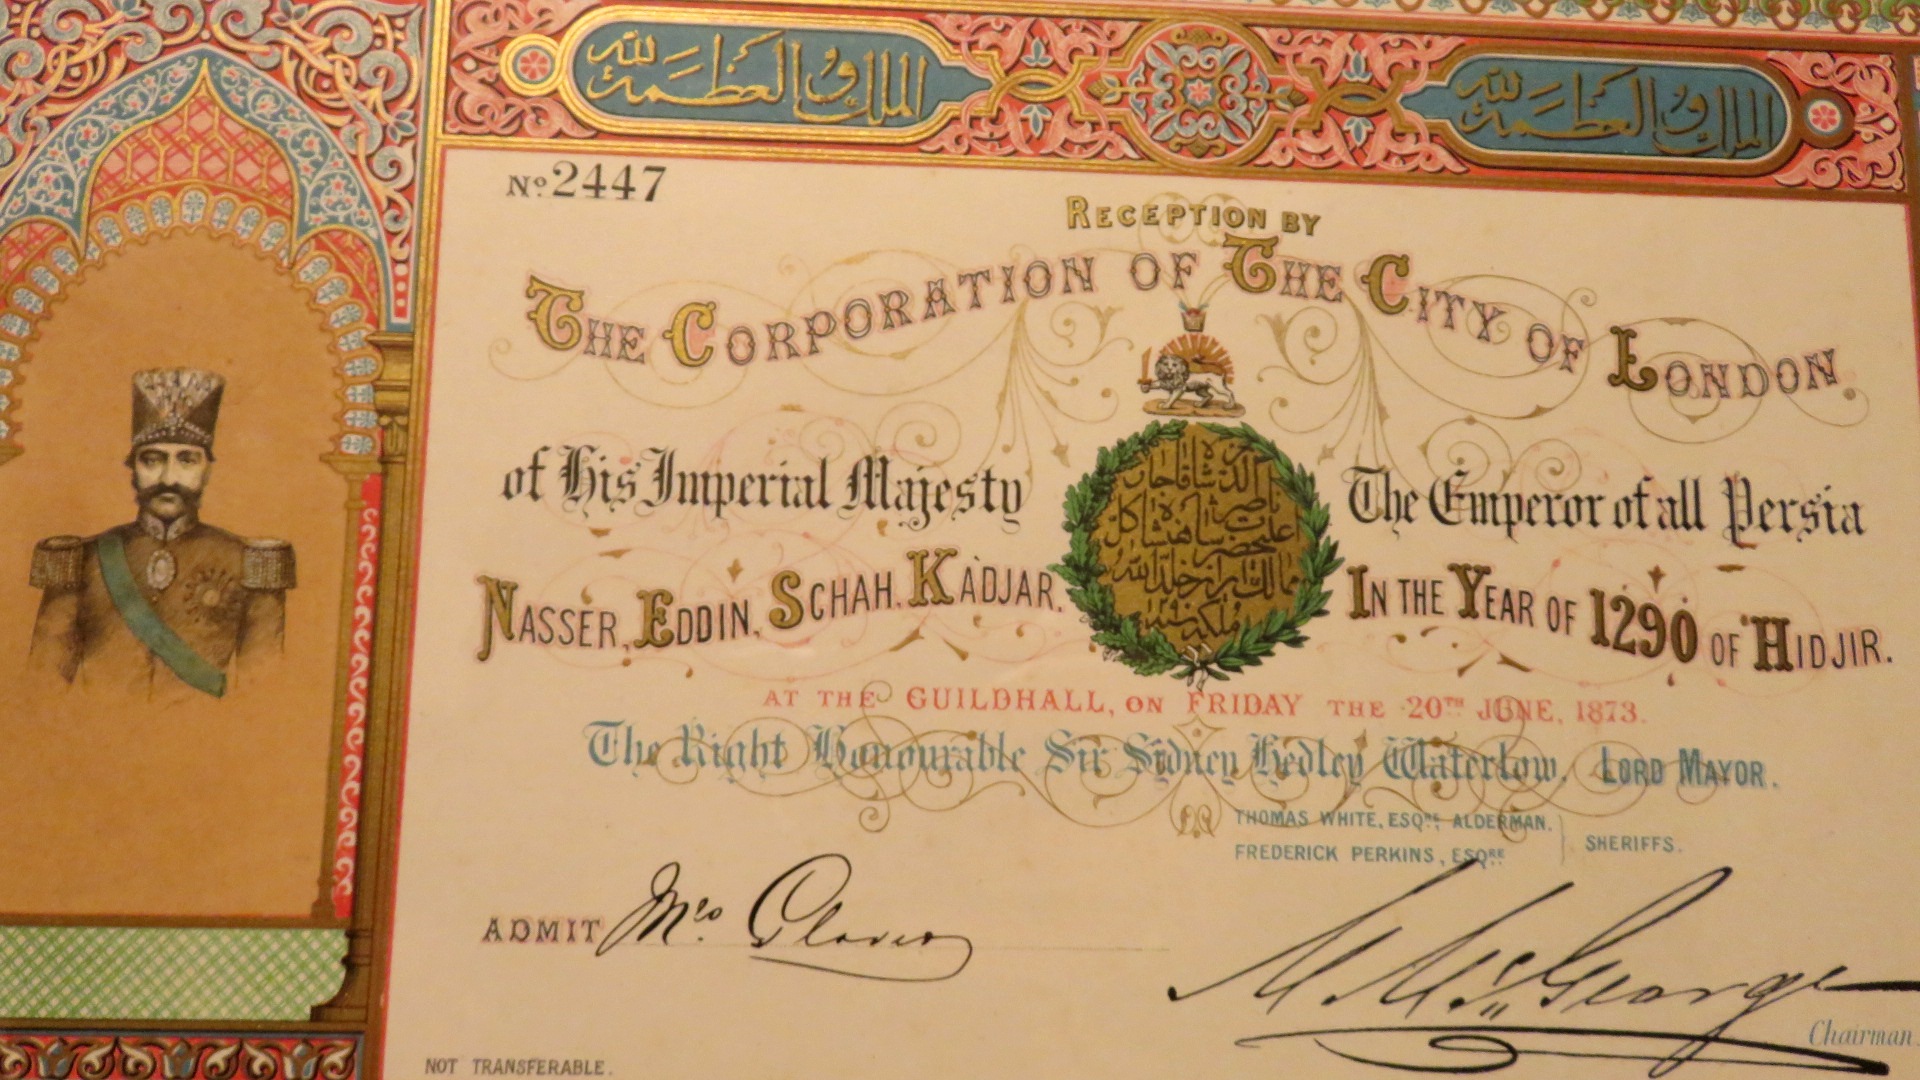 الملك و العظمة لله
الملك و العظمة لله
No. 2447
RECEPTION BY
THE CORPORATION OF THE CITY OF LONDON
of His Imperial Majesty The Emperor of all Persia
NASSER, EDDIN, SCHAH, KADJAR, IN THE YEAR OF 1290 OF HIDJIR.
AT THE GUILDHALL, ON FRIDAY THE 20TH JUNE, 1873.
The Right Honourable Sir Sidney Hedley Waterlow, LORD MAYOR.
THOMAS WHITE, ESQRE, ALDERMAN,
FREDERICK PERKINS, ESQRE
SHERIFFS.
ADMIT Mrs.
Chairman
NOT TRANSFERABLE.